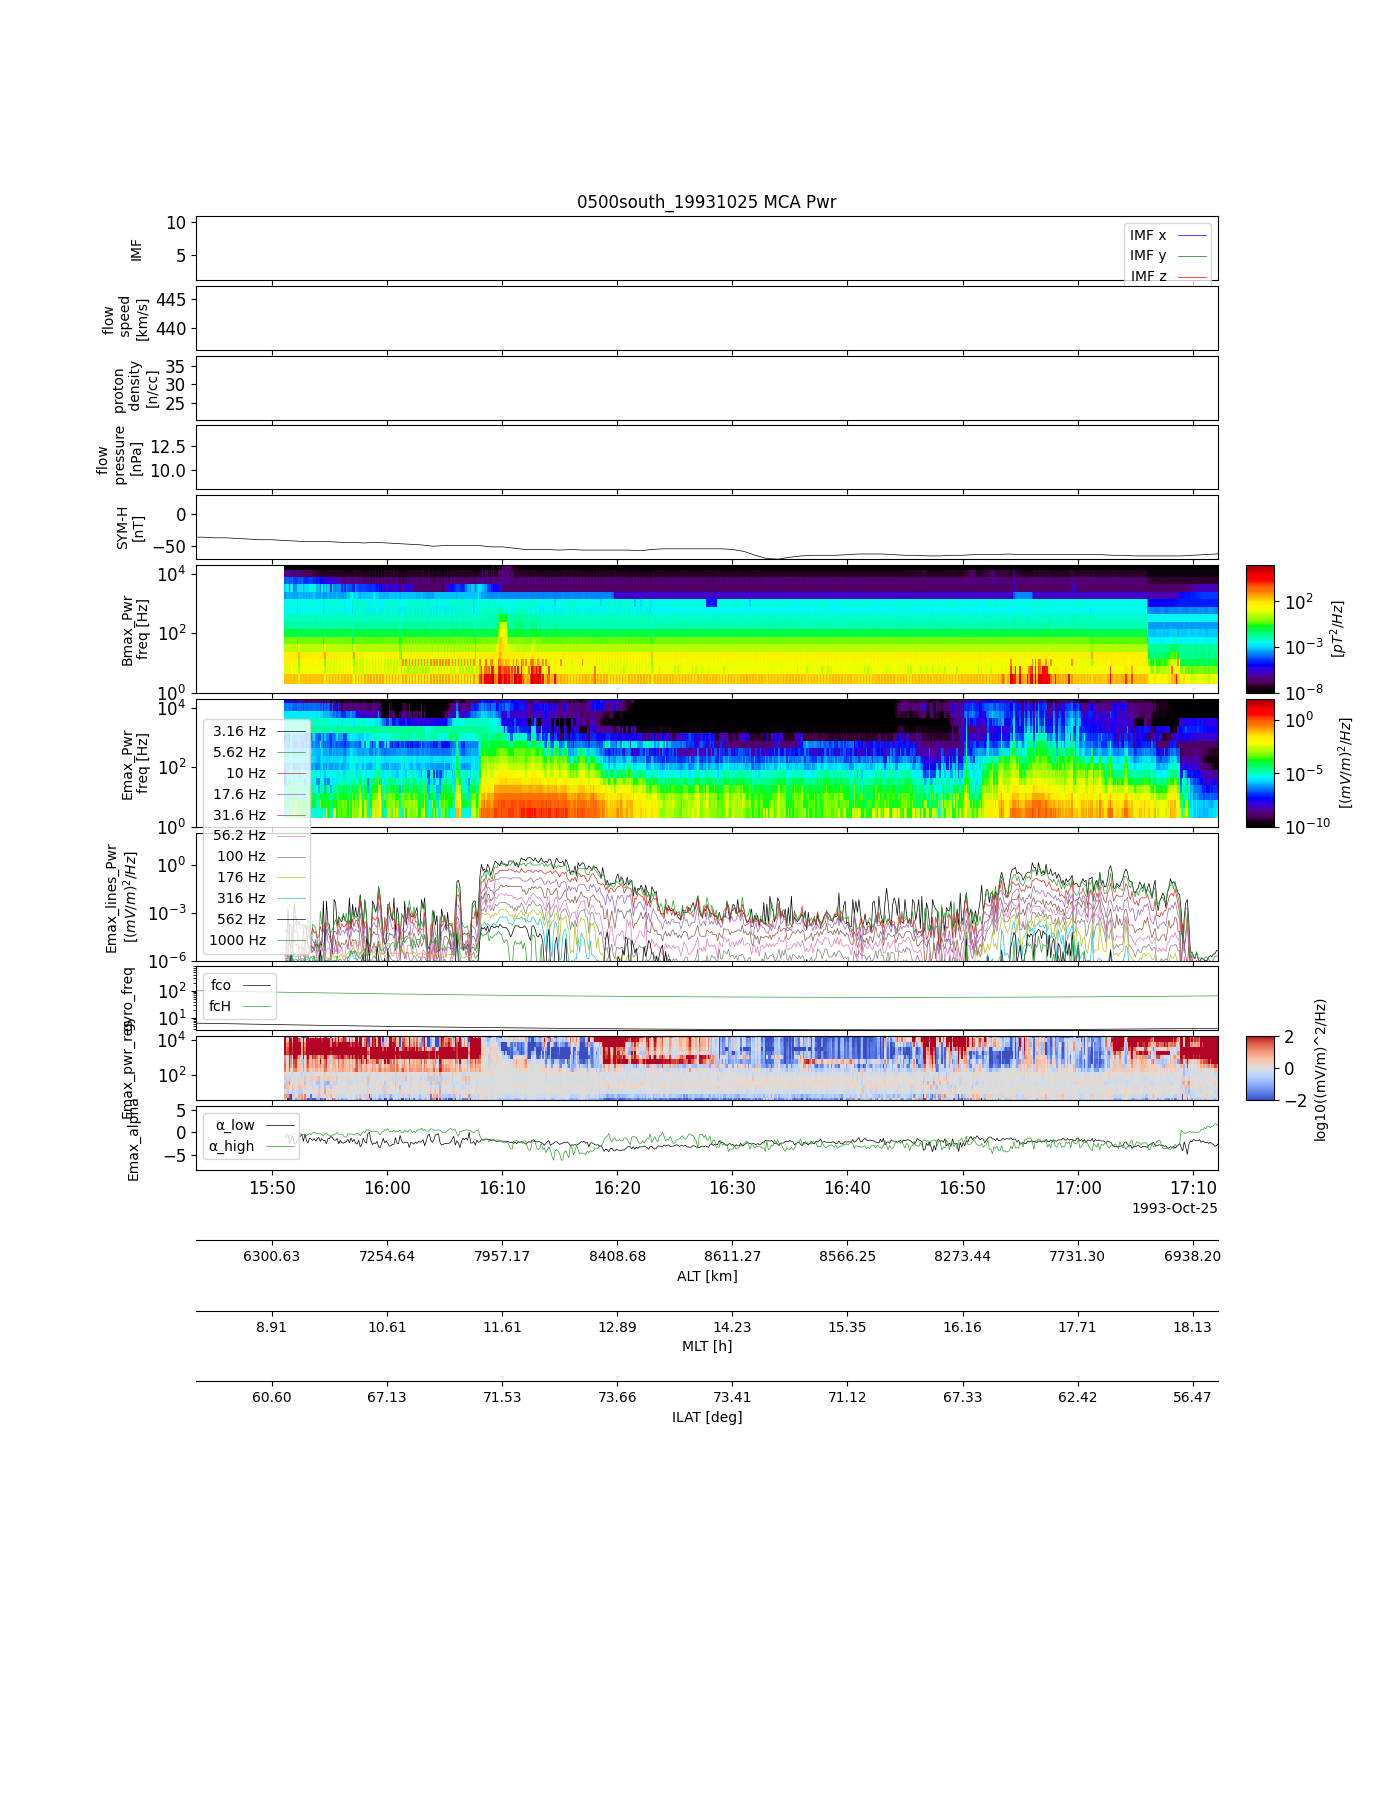 0500south_19931025 MCA Pwr
10
5
IMF
IMF x
IMF y
IMF z
445
440
flow
speed
[km/s]
35
30
25
proton
density
[n/cc]
12.5
10.0
flow
pressure
[nPa]
0
−50
SYM-H
[nT]
10^4
10^2
10^0
Bmax_Pwr
freq [Hz]
10^2
10^−3
10^−8
[pT^2/Hz]
10^4
10^2
10^0
Emax_Pwr
freq [Hz]
10^0
10^−5
10^−10
[(mV/m)^2/Hz]
3.16 Hz
5.62 Hz
10 Hz
17.6 Hz
31.6 Hz
56.2 Hz
100 Hz
176 Hz
316 Hz
562 Hz
1000 Hz
10^0
10^−3
10^−6
Emax_lines_Pwr
[(mV/m)^2/Hz]
10^2
10^1
gyro_freq
fco
fcH
10^4
10^2
Emax_pwr_reg
2
0
−2
log10((mV/m)^2/Hz)
5
0
−5
Emax_alpha
α_low
α_high
15:50 16:00 16:10 16:20 16:30 16:40 16:50 17:00 17:10
1993-Oct-25
6300.63 7254.64 7957.17 8408.68 8611.27 8566.25 8273.44 7731.30 6938.20
ALT [km]
8.91 10.61 11.61 12.89 14.23 15.35 16.16 17.71 18.13
MLT [h]
60.60 67.13 71.53 73.66 73.41 71.12 67.33 62.42 56.47
ILAT [deg]